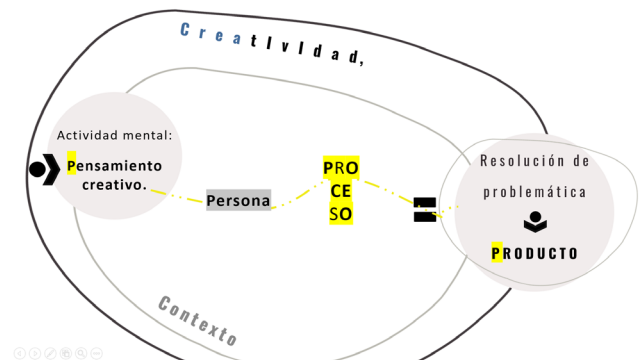 CreatIvIdad,
Actividad mental:
Pensamiento
creativo.
Persona
PRO
CE
SO
=
Resolución de
problemática
PRODUCTO
Contexto